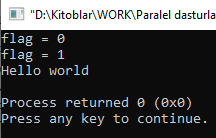 "D:\Kitoblar\WORK\Paralel dasturla
flag = 0
flag = 1
Hello world
Process returned 0 (0x0)
Press any key to continue.